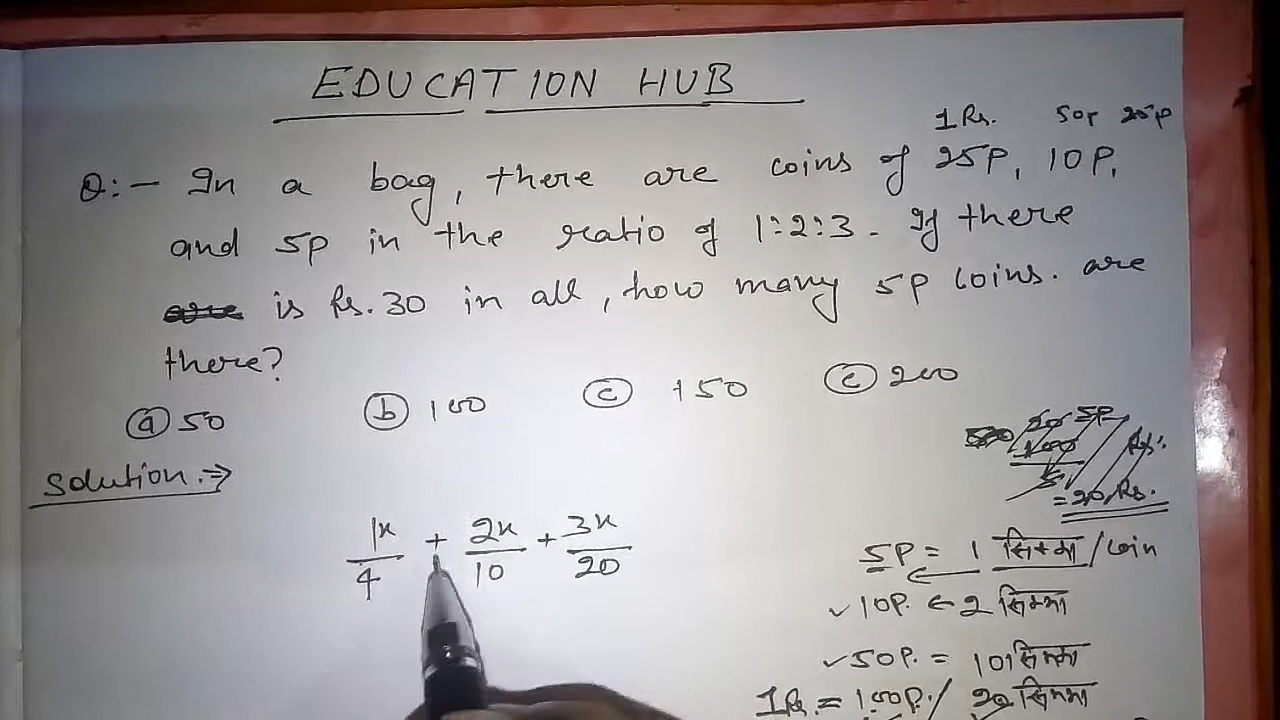 EDUCATION HUB
1Rs. 50p 25p
Q:- In a bag, there are coins of 25P, 10P,
and 5p in the ratio of 1:2:3. If there
is Rs.30 in all, how many 5p coins. are
there?
(a) 50 (b) 100 (c) 150 (c) 200
Solution :⇒
5P
= 20 Rs.
1x/4 + 2x/10 + 3x/20
5P = 1 सिक्का/coin
✓10P. ← 2 सिक्का
✓50P. = 10 सिक्का
1Rs. = 100P./ 20 सिक्का